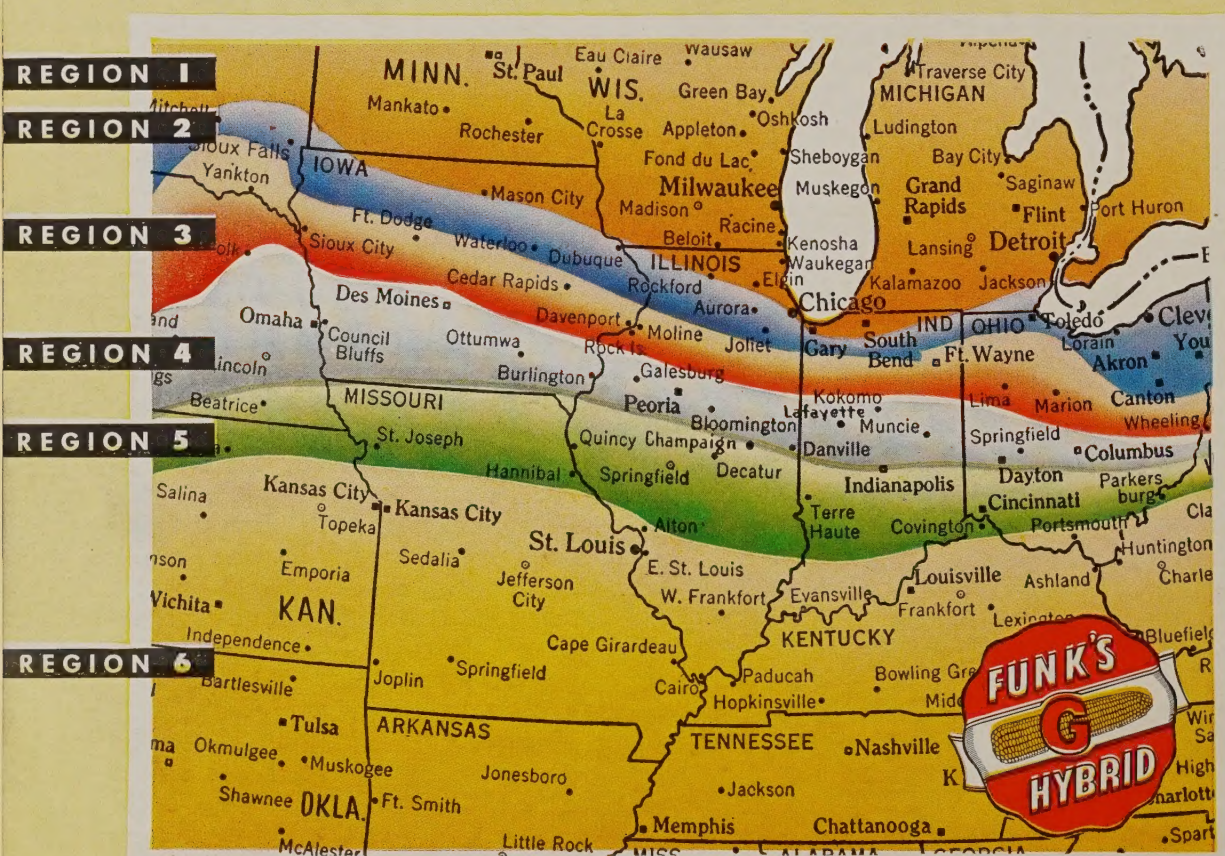 REGION 1
REGION 2
REGION 3
REGION 4
REGION 5
REGION 6
MINN.
St. Paul
Eau Claire
Wausaw
WIS.
Green Bay
Traverse City
MICHIGAN
Mankato
Rochester
La
Crosse
Appleton
Oshkosh
Ludington
Sioux Falls
Yankton
IOWA
Fond du Lac
Sheboygan
Bay City
Mason City
Milwaukee
Muskegon
Grand
Rapids
Saginaw
Madison
Flint
Port Huron
Ft. Dodge
Racine
Sioux City
Waterloo
Beloit
Kenosha
Lansing
Detroit
Dubuque
ILLINOIS
Waukegan
Cedar Rapids
Rockford
Elgin
Kalamazoo
Jackson
Des Moines
Aurora
Chicago
Omaha
Davenport
Moline
IND
OHIO
Toledo
Council
Bluffs
Ottumwa
Rock Is.
Joliet
Gary
South
Bend
Ft. Wayne
Lorain
Akron
Burlington
Galesburg
Beatrice
MISSOURI
Peoria
Kokomo
Lima
Marion
Canton
Lafayette
Bloomington
Muncie
Wheeling
St. Joseph
Quincy
Champaign
Danville
Springfield
Columbus
Hannibal
Springfield
Decatur
Indianapolis
Dayton
Parkers
burg
Salina
Kansas City
Kansas City
Cincinnati
Topeka
Alton
Terre
Haute
Covington
Portsmouth
St. Louis
Huntington
Emporia
Sedalia
Jefferson
City
E. St. Louis
Louisville
Ashland
KAN.
W. Frankfort
Evansville
Frankfort
Lexington
Independence
Cape Girardeau
KENTUCKY
Bluefield
Bartlesville
Joplin
Springfield
Cairo
Paducah
Bowling Gre
Hopkinsville
Midd
FUNK'S
G
HYBRID
Tulsa
ARKANSAS
TENNESSEE
Nashville
Okmulgee
Muskogee
Jonesboro
K
High
Shawnee
OKLA.
Ft. Smith
Jackson
Memphis
Chattanooga
Little Rock
McAlester